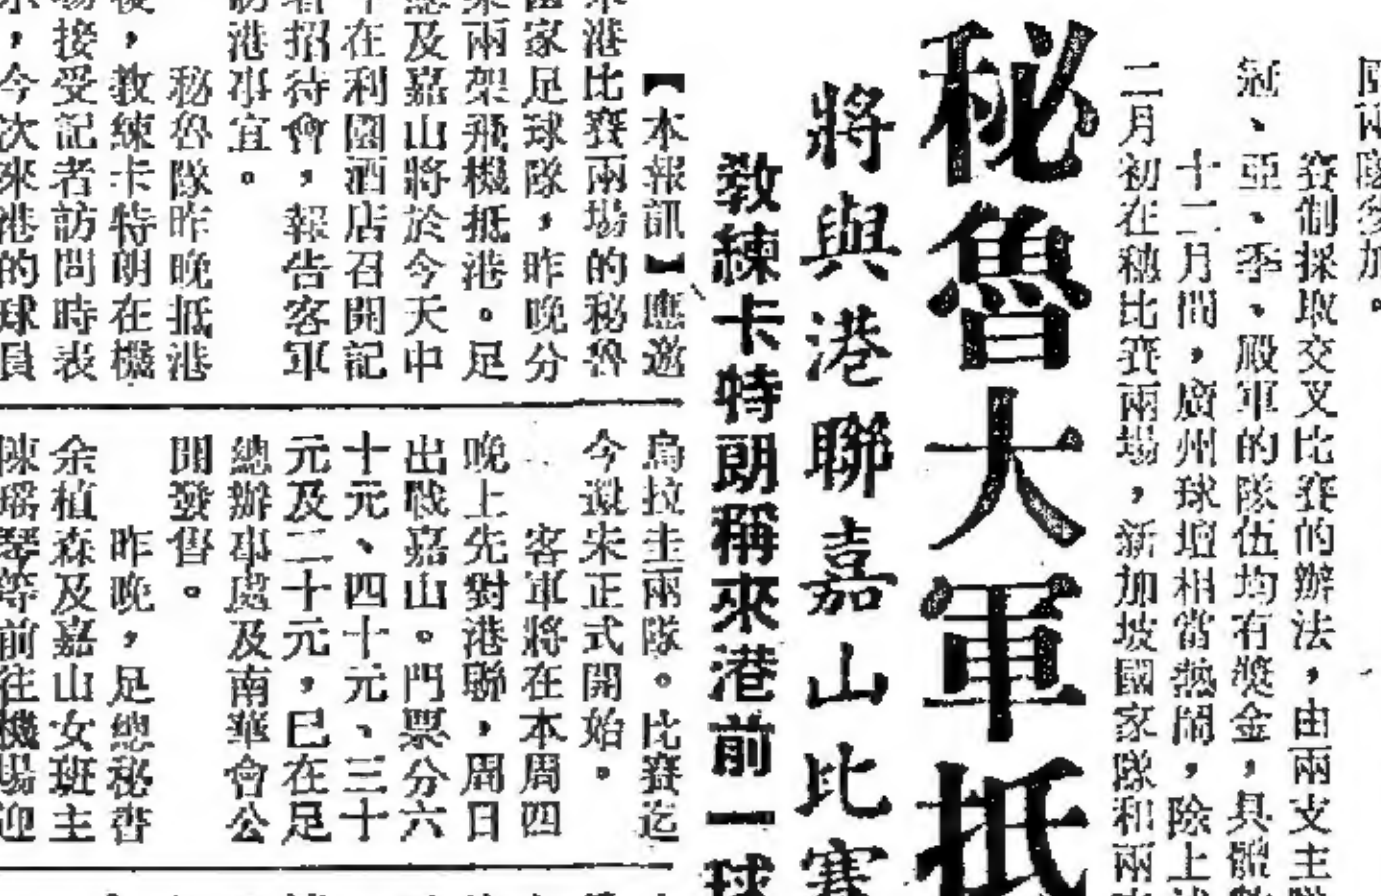 兩隊參加。
賽制採取交叉比賽的辦法，由兩支主
冠、亞、季、殿軍的隊伍均有獎金，具體
十二月間，廣州球壇相當熱鬧，除上
二月初在穗比賽兩場，新加坡國家隊和兩
秘魯大軍抵
將與港聯嘉山比賽
教練卡特朗稱來港前一球
【本報訊】應邀
來港比賽兩場的秘魯
國家足球隊，昨晚分
乘兩架飛機抵港。足
總及嘉山將於今天中
午在利園酒店召開記
者招待會，報告客軍
訪港事宜。
秘魯隊昨晚抵港
後，教練卡特朗在機
場接受記者訪問時表
示，今次來港的球員
烏拉圭兩隊。比賽迄
今還未正式開始。
客軍將在本周四
晚上先對港聯，周日
出戰嘉山。門票分六
十元、四十元、三十
元及二十元，已在足
總辦事處及南華會公
開發售。
昨晚，足總秘書
余植森及嘉山女班主
陳瑤琴等前往機場迎